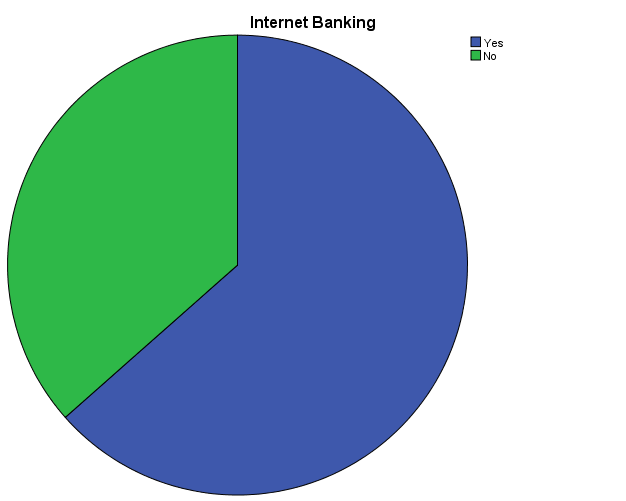 Internet Banking
Yes
No